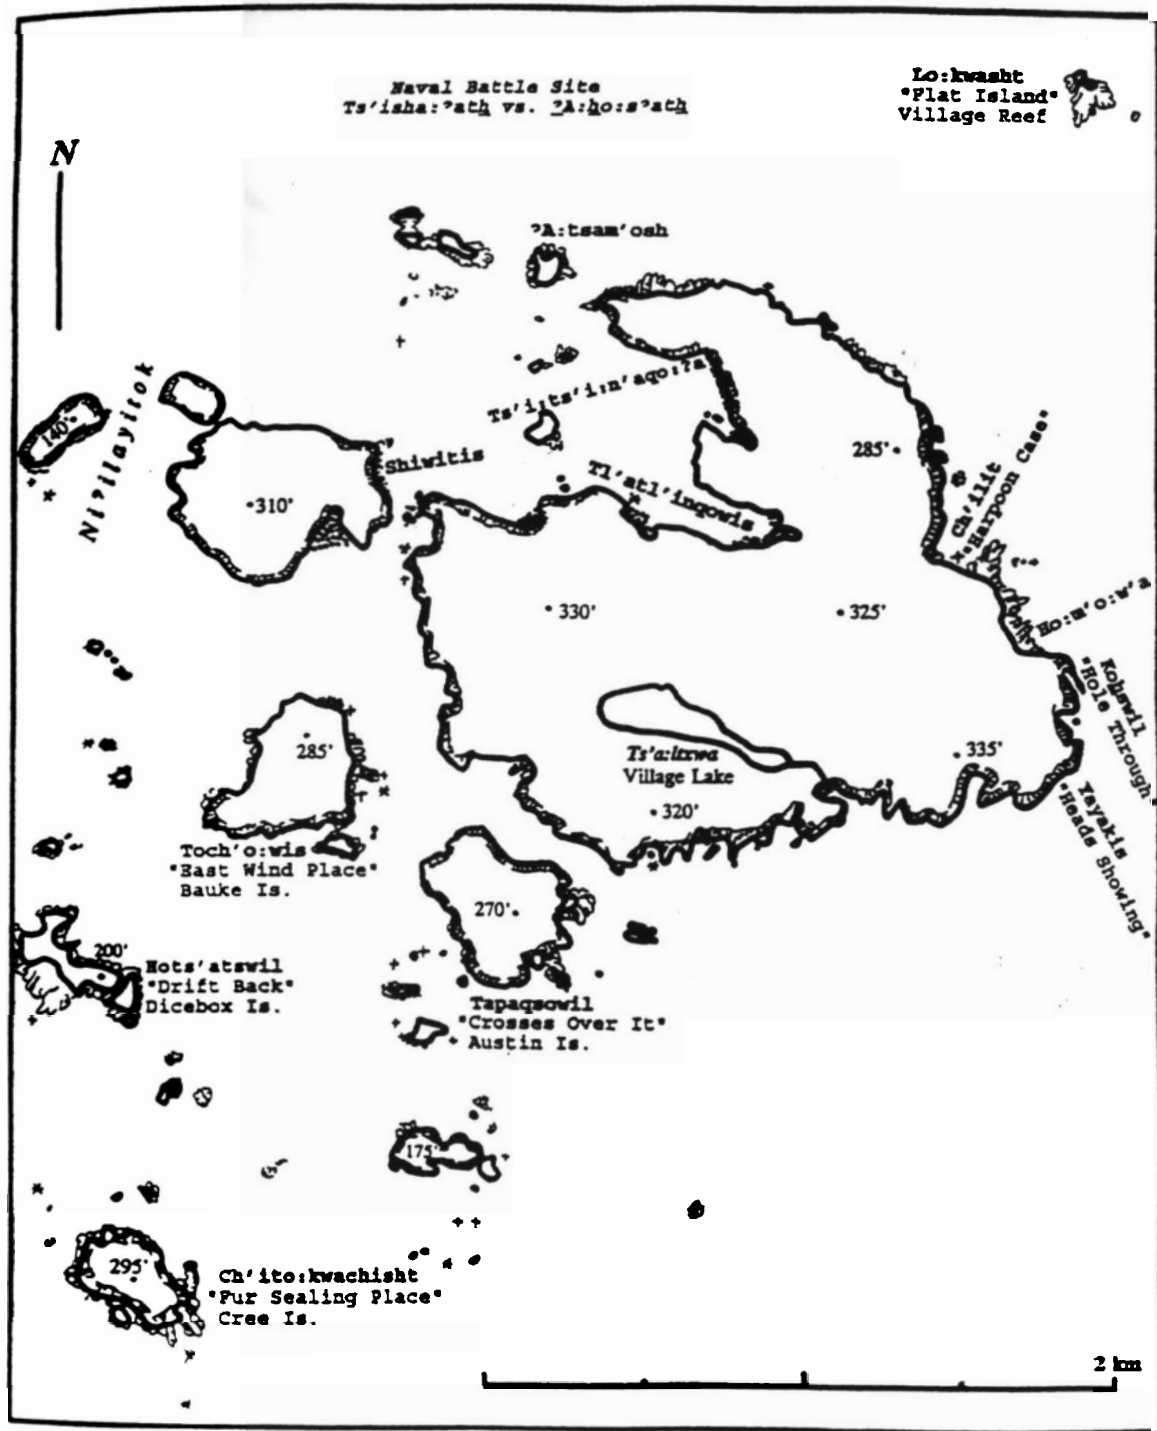 Naval Battle Site
Ts'isha:ʔatẖ vs. ʔA:ẖo:sʔatẖ
Lo:kwasht
"Flat Island"
Village Reef
N
ʔA:tsam'osh
Ts'i:ts'i:n'aqo:ʔa
140'
Niʔilayitok
Shiwitis
Tl'atl'inqowis
285'
Ch'ilit
"Harpoon Case"
310'
330'
325'
Ho:m'o:w'a
Kohswil
"Hole Through"
285'
Ts'a:ltxwa
Village Lake
335'
320'
Yayakis
"Heads Showing"
Toch'o:wis
"East Wind Place"
Bauke Is.
270'
200'
Hots'atswil
"Drift Back"
Dicebox Is.
Tapaqsowil
"Crosses Over It"
Austin Is.
175'
295'
Ch'ito:kwachisht
"Fur Sealing Place"
Cree Is.
2 km